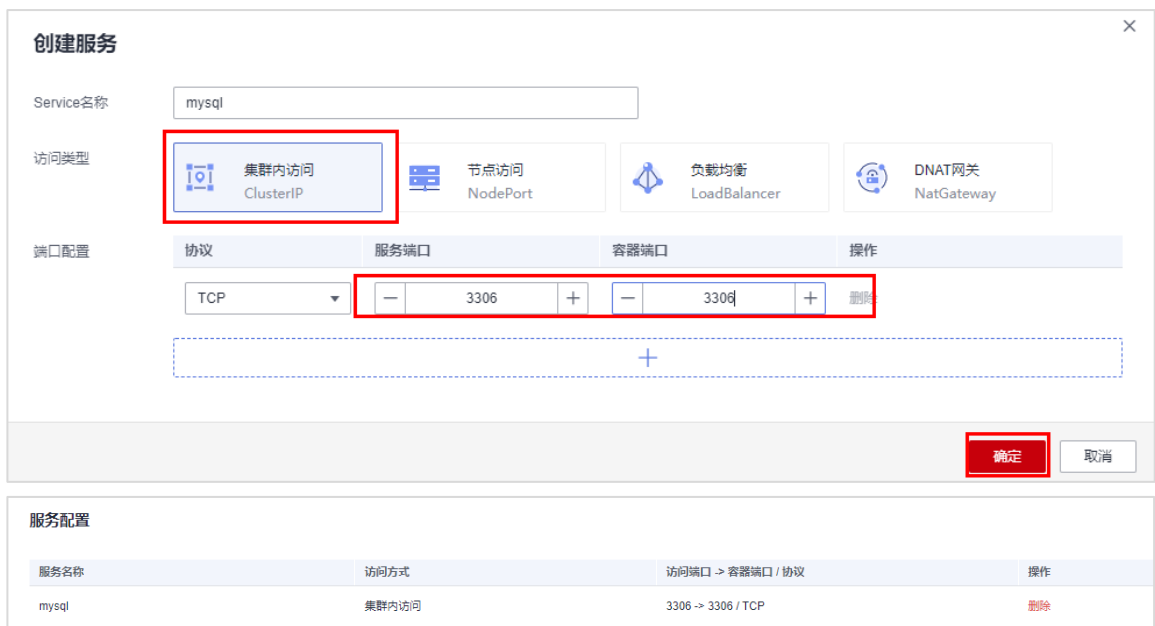 创建服务
Service名称 mysql
访问类型
集群内访问 节点访问 负载均衡 DNAT网关
ClusterIP NodePort LoadBalancer NatGateway
端口配置 协议 服务端口 容器端口 操作
TCP 3306 3306 删除
确定 取消
服务配置
服务名称 访问方式 访问端口 -> 容器端口 / 协议 操作
mysql 集群内访问 3306 -> 3306 / TCP 删除